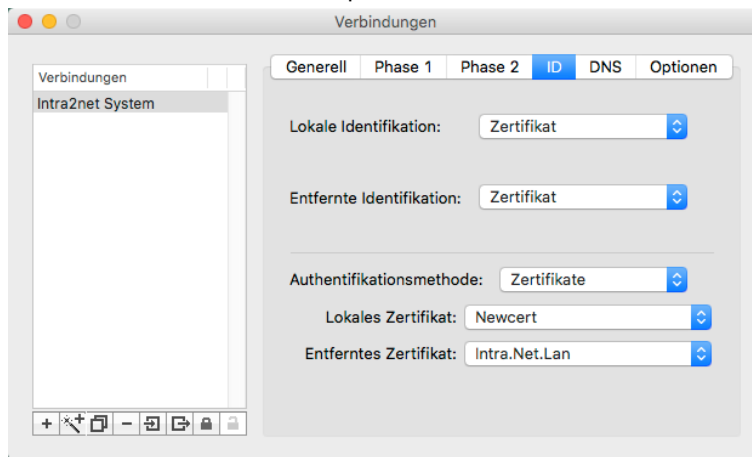 Verbindungen
Verbindungen
Intra2net System
Generell Phase 1 Phase 2 ID DNS Optionen
Lokale Identifikation: Zertifikat
Entfernte Identifikation: Zertifikat
Authentifikationsmethode: Zertifikate
Lokales Zertifikat: Newcert
Entferntes Zertifikat: Intra.Net.Lan